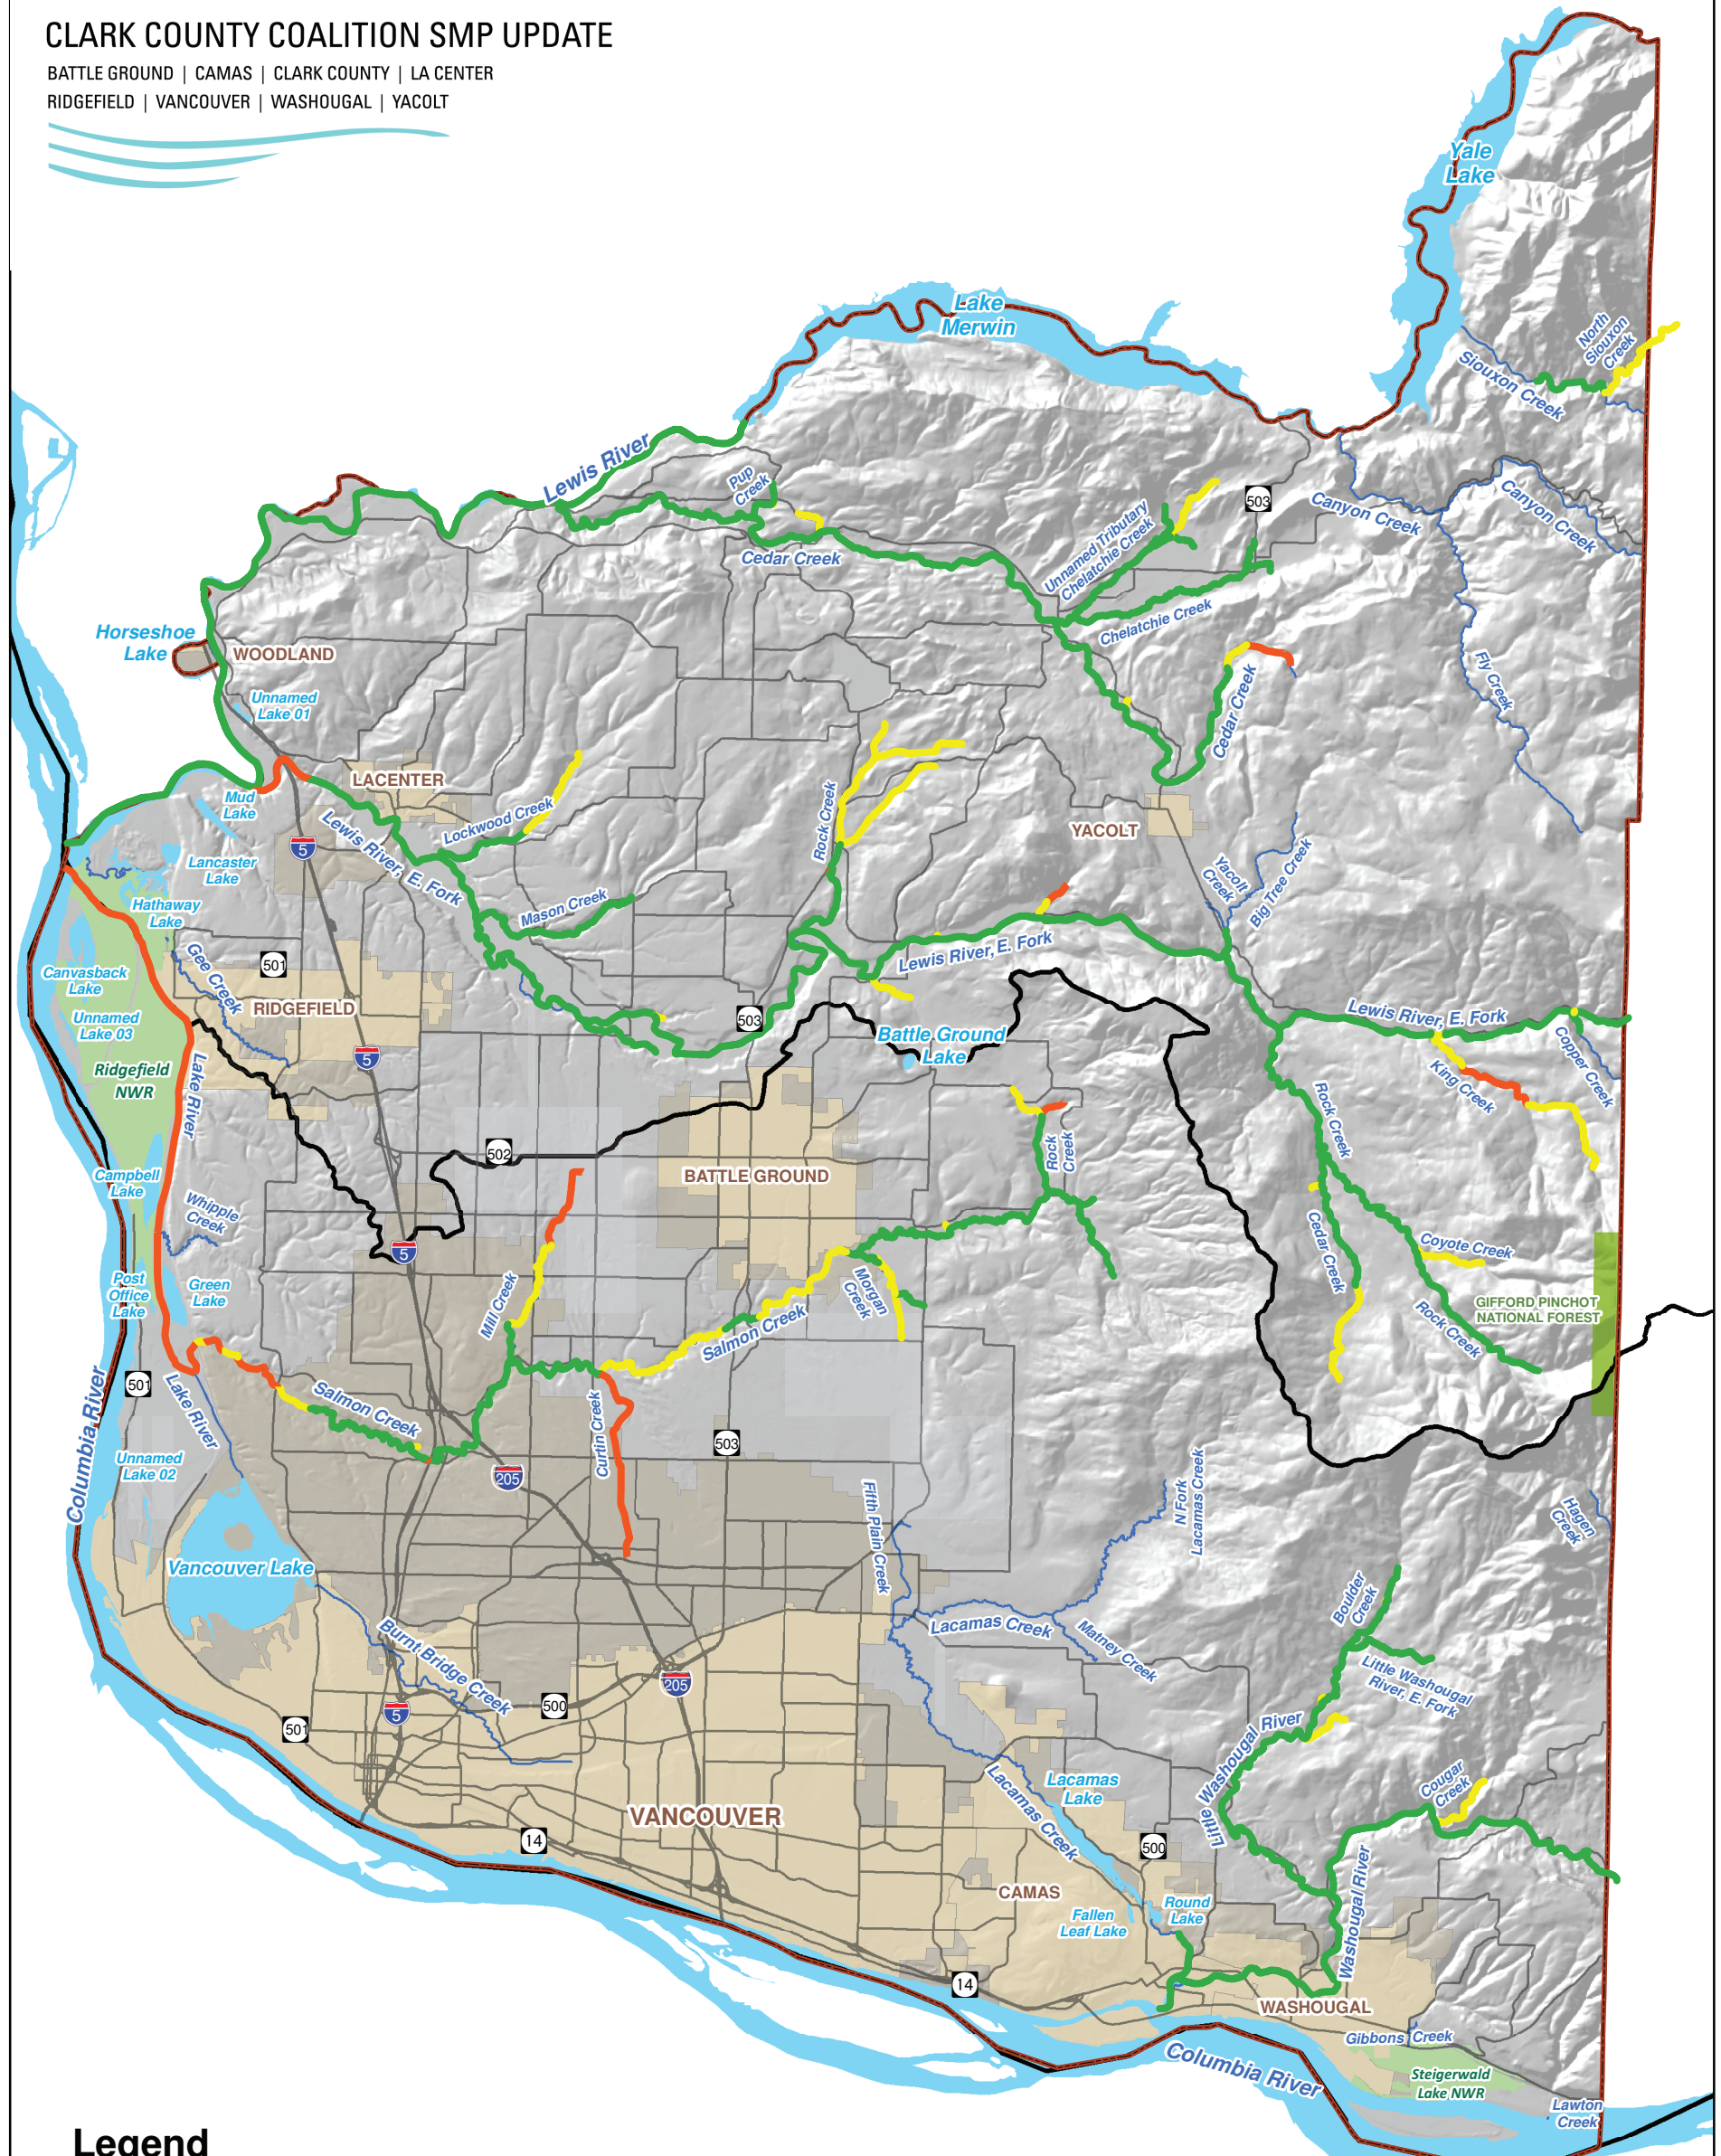 CLARK COUNTY COALITION SMP UPDATE
BATTLE GROUND | CAMAS | CLARK COUNTY | LA CENTER
RIDGEFIELD | VANCOUVER | WASHOUGAL | YACOLT
Yale
Lake
Lake
Merwin
North
Siouxon
Creek
Siouxon Creek
Lewis River
Pup
Creek
503
Canyon Creek
Canyon Creek
Unnamed Tributary
Chelatchie Creek
Cedar Creek
Chelatchie Creek
Horseshoe
Lake
WOODLAND
Fly Creek
Unnamed
Lake 01
Cedar Creek
LACENTER
Mud
Lake
Lockwood Creek
Rock Creek
YACOLT
5
Lewis River, E. Fork
Lancaster
Lake
Yacolt
Creek
Big Tree Creek
Hathaway
Lake
Mason Creek
Gee Creek
501
Lewis River, E. Fork
Canvasback
Lake
RIDGEFIELD
Unnamed
Lake 03
503
Lewis River, E. Fork
Battle Ground
Lake
5
Copper Creek
Ridgefield
NWR
Lake River
King Creek
Rock Creek
502
Rock
Creek
Campbell
Lake
BATTLE GROUND
Whipple
Creek
5
Cedar Creek
Coyote Creek
Post
Office
Lake
Green
Lake
Mill Creek
Morgan
Creek
GIFFORD PINCHOT
NATIONAL FOREST
Salmon Creek
Rock Creek
501
Lake River
Salmon Creek
Curtin Creek
Columbia River
503
Unnamed
Lake 02
205
Fifth Plain Creek
N Fork
Lacamas Creek
Hagen
Creek
Vancouver Lake
Boulder
Creek
Burnt Bridge Creek
Lacamas Creek
Matney Creek
205
Little Washougal
River, E. Fork
5
500
501
Little Washougal River
Lacamas
Lake
Lacamas Creek
Cougar
Creek
VANCOUVER
14
500
Washougal River
CAMAS
Round
Lake
Fallen
Leaf Lake
14
WASHOUGAL
Gibbons Creek
Columbia River
Steigerwald
Lake NWR
Lawton
Creek
Legend